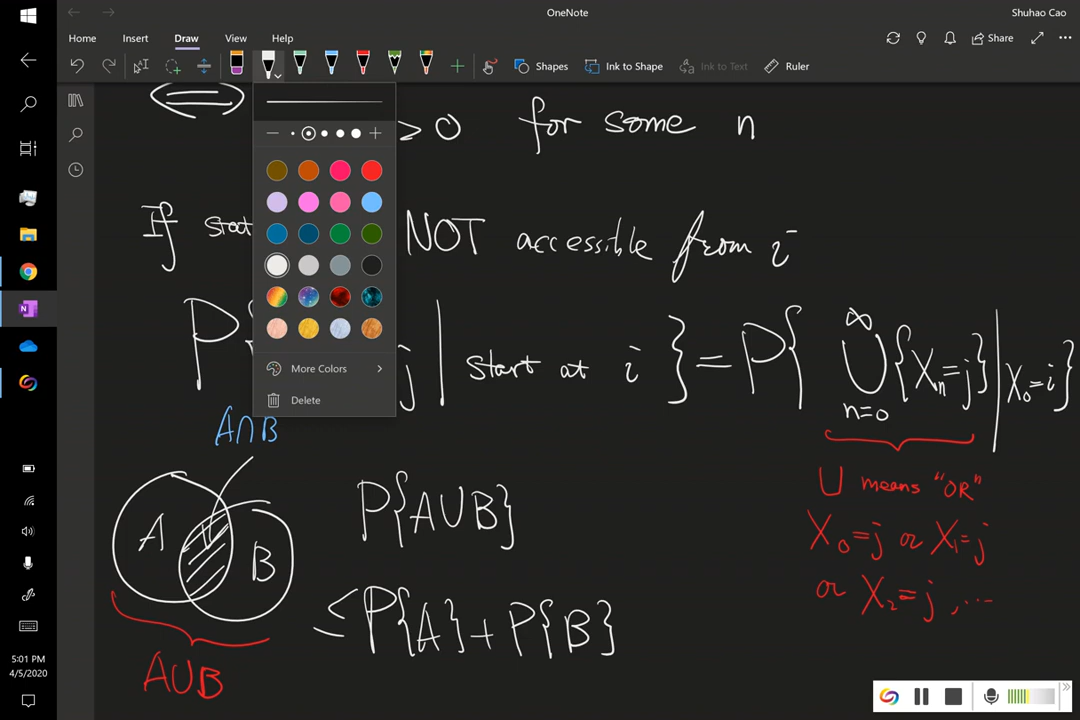 OneNote
Shuhao Cao
Home Insert Draw View Help
Share
Shapes
Ink to Shape
Ink to Text
Ruler
> 0 for some n
If NOT accessible from i
More Colors
Delete
P{ j | start at i } = P{ ∞ ∪ n=0 {Xn=j} | X0=i }
A∩B
U means "OR"
X0=j or X1=j
or X2=j, ...
A B
P{A∪B}
≤ P{A} + P{B}
A∪B
5:01 PM
4/5/2020